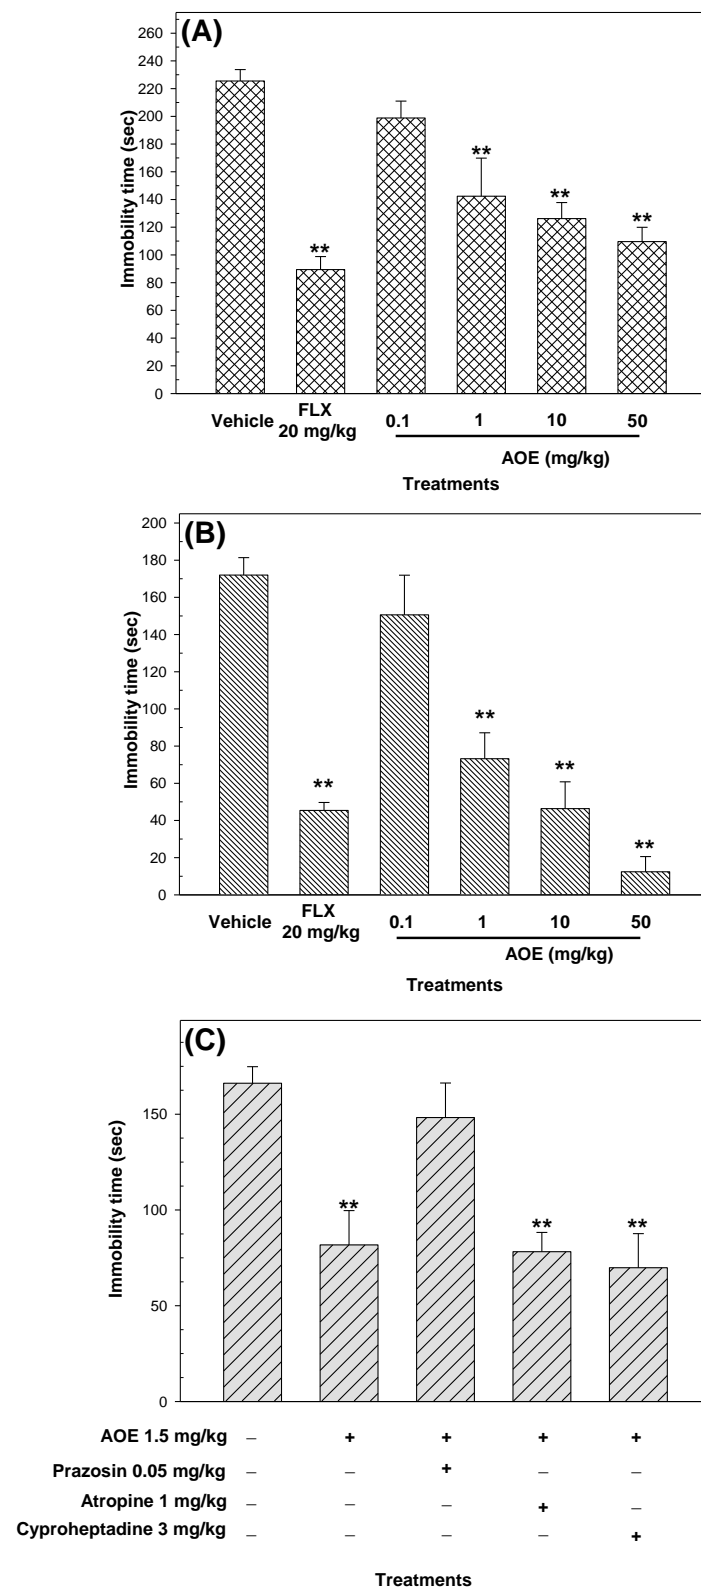 (A)
260
240
220
200
180
160
140
120
100
80
60
40
20
0
Immobility time (sec)
**
**
**
**
Vehicle FLX 0.1 1 10 50
20 mg/kg
AOE (mg/kg)
Treatments
(B)
200
180
160
140
120
100
80
60
40
20
0
Immobility time (sec)
**
**
**
**
Vehicle FLX 0.1 1 10 50
20 mg/kg
AOE (mg/kg)
Treatments
(C)
150
100
50
0
Immobility time (sec)
**
**
**
AOE 1.5 mg/kg – + + + +
Prazosin 0.05 mg/kg – – + – –
Atropine 1 mg/kg – – – + –
Cyproheptadine 3 mg/kg – – – – +
Treatments